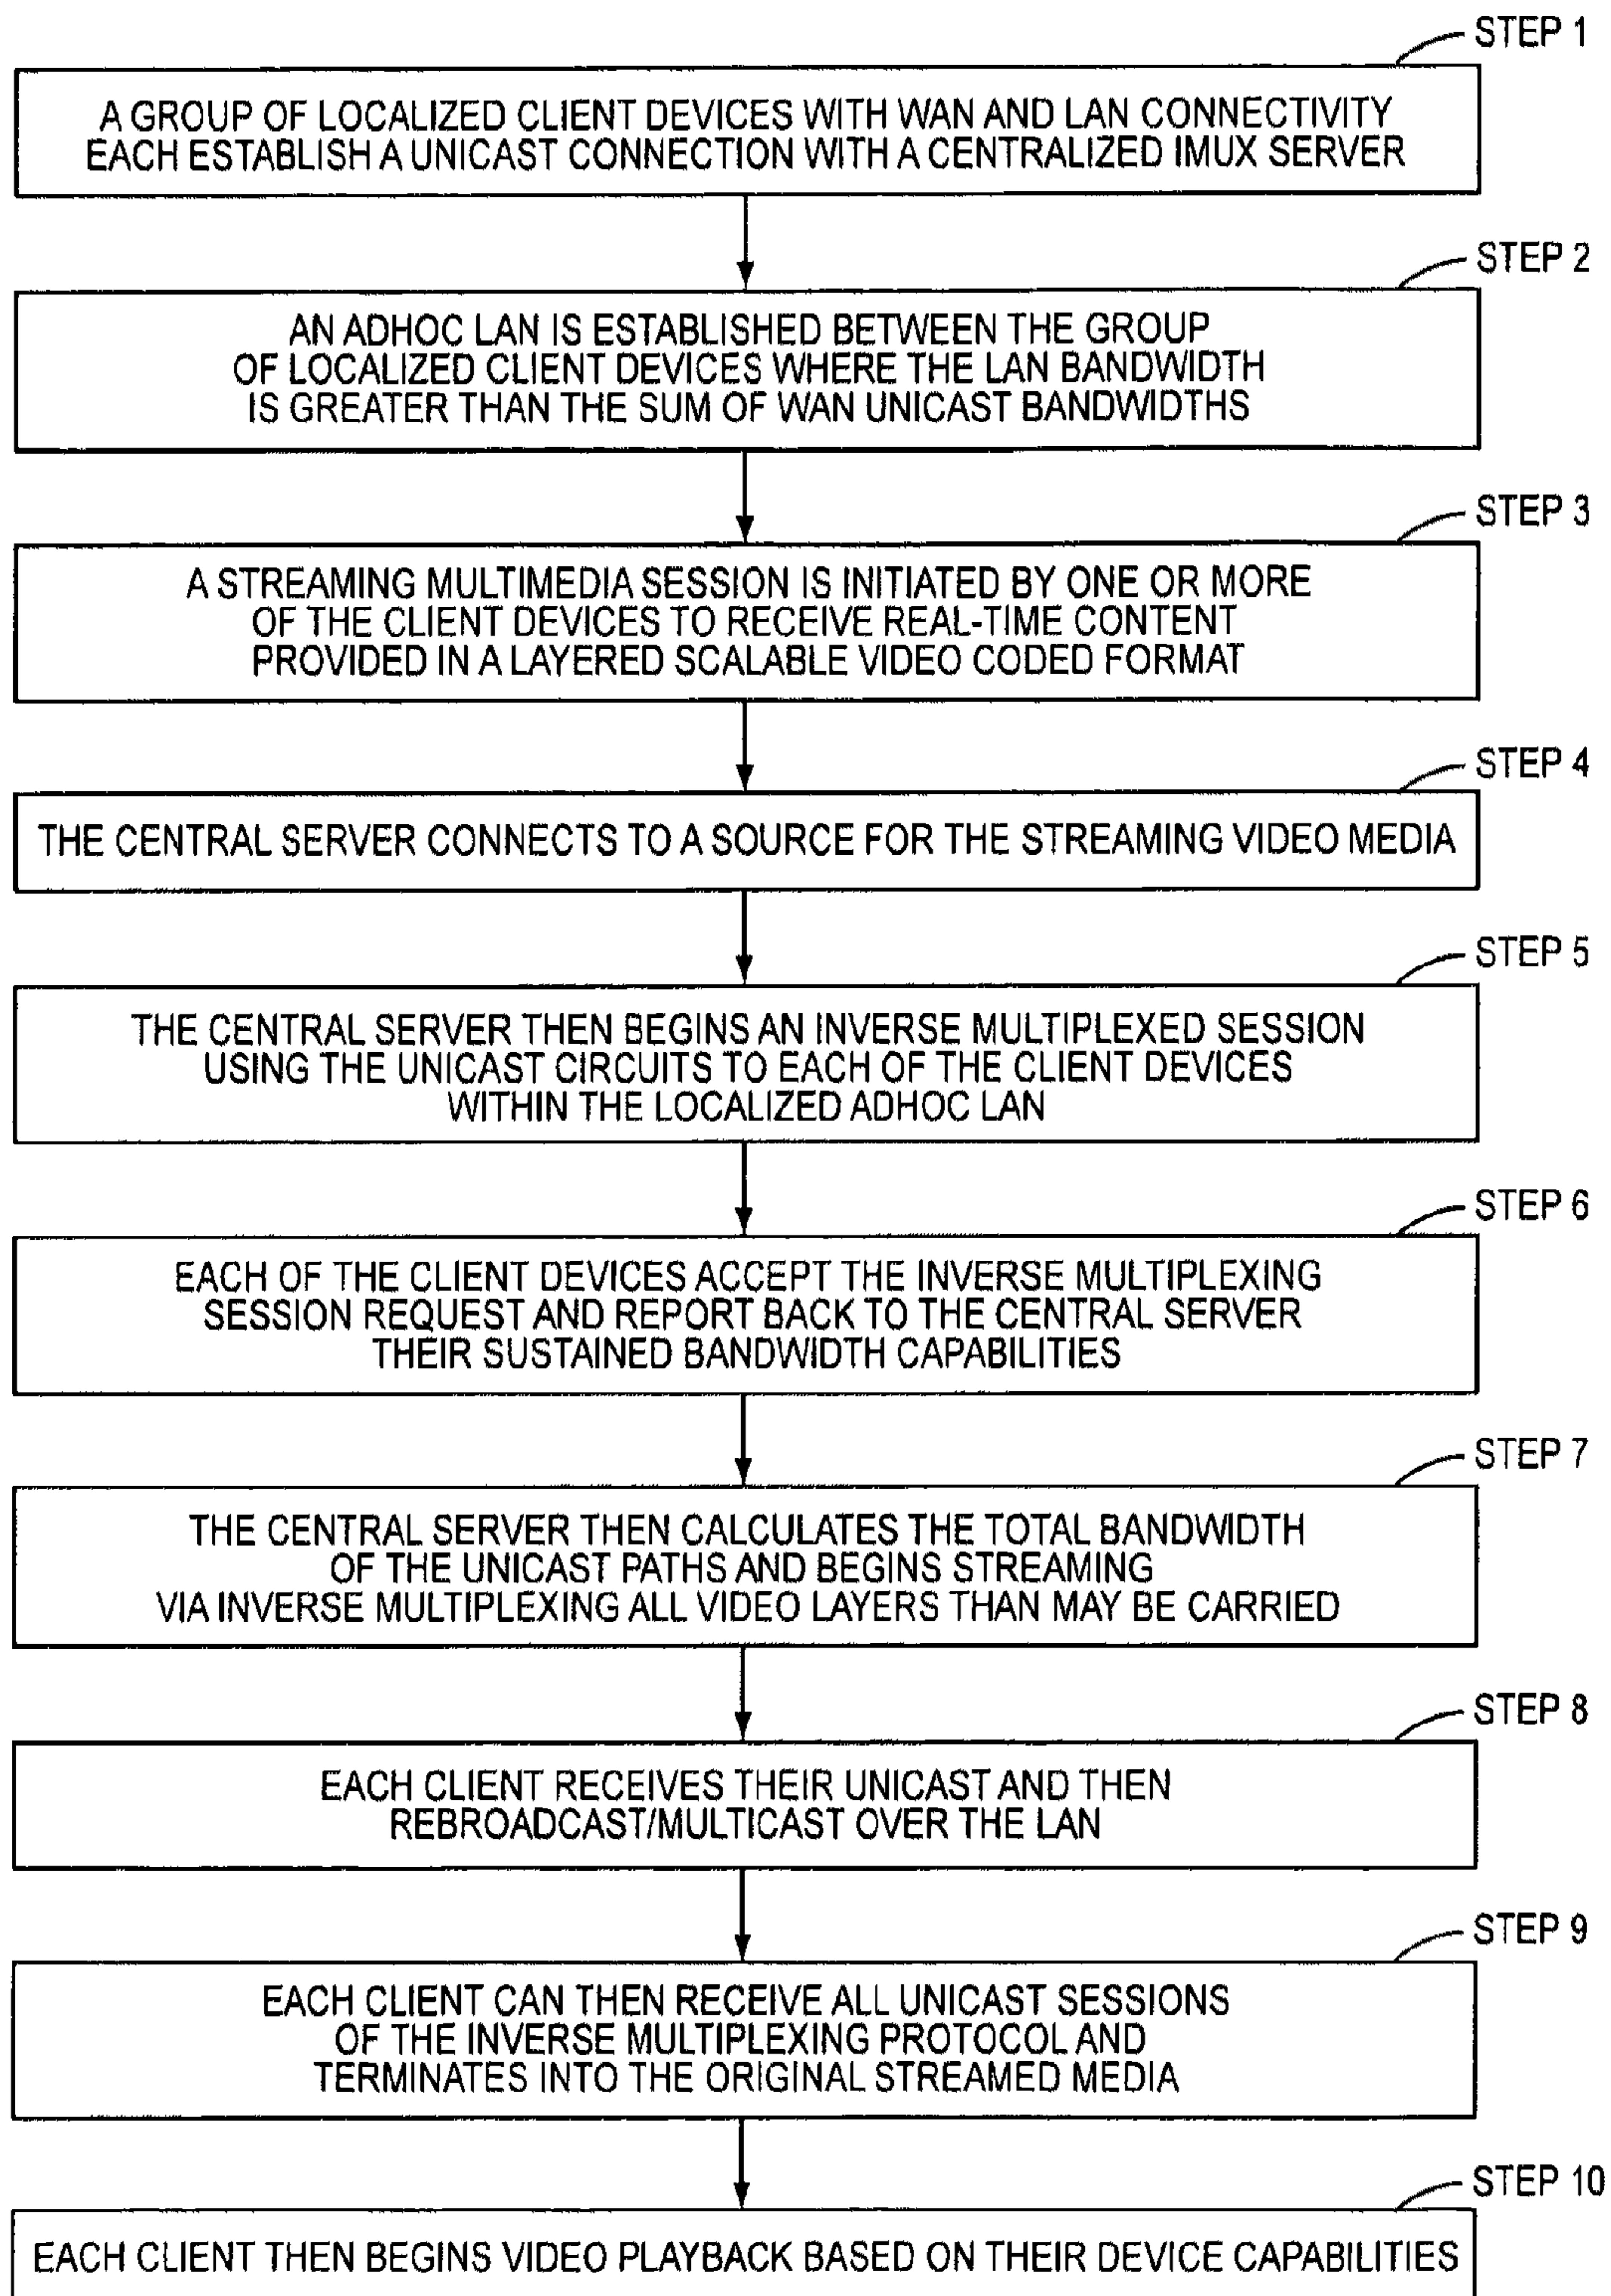 STEP 1
A GROUP OF LOCALIZED CLIENT DEVICES WITH WAN AND LAN CONNECTIVITY
EACH ESTABLISH A UNICAST CONNECTION WITH A CENTRALIZED IMUX SERVER
STEP 2
AN ADHOC LAN IS ESTABLISHED BETWEEN THE GROUP
OF LOCALIZED CLIENT DEVICES WHERE THE LAN BANDWIDTH
IS GREATER THAN THE SUM OF WAN UNICAST BANDWIDTHS
STEP 3
A STREAMING MULTIMEDIA SESSION IS INITIATED BY ONE OR MORE
OF THE CLIENT DEVICES TO RECEIVE REAL-TIME CONTENT
PROVIDED IN A LAYERED SCALABLE VIDEO CODED FORMAT
STEP 4
THE CENTRAL SERVER CONNECTS TO A SOURCE FOR THE STREAMING VIDEO MEDIA
STEP 5
THE CENTRAL SERVER THEN BEGINS AN INVERSE MULTIPLEXED SESSION
USING THE UNICAST CIRCUITS TO EACH OF THE CLIENT DEVICES
WITHIN THE LOCALIZED ADHOC LAN
STEP 6
EACH OF THE CLIENT DEVICES ACCEPT THE INVERSE MULTIPLEXING
SESSION REQUEST AND REPORT BACK TO THE CENTRAL SERVER
THEIR SUSTAINED BANDWIDTH CAPABILITIES
STEP 7
THE CENTRAL SERVER THEN CALCULATES THE TOTAL BANDWIDTH
OF THE UNICAST PATHS AND BEGINS STREAMING
VIA INVERSE MULTIPLEXING ALL VIDEO LAYERS THAN MAY BE CARRIED
STEP 8
EACH CLIENT RECEIVES THEIR UNICAST AND THEN
REBROADCAST/MULTICAST OVER THE LAN
STEP 9
EACH CLIENT CAN THEN RECEIVE ALL UNICAST SESSIONS
OF THE INVERSE MULTIPLEXING PROTOCOL AND
TERMINATES INTO THE ORIGINAL STREAMED MEDIA
STEP 10
EACH CLIENT THEN BEGINS VIDEO PLAYBACK BASED ON THEIR DEVICE CAPABILITIES